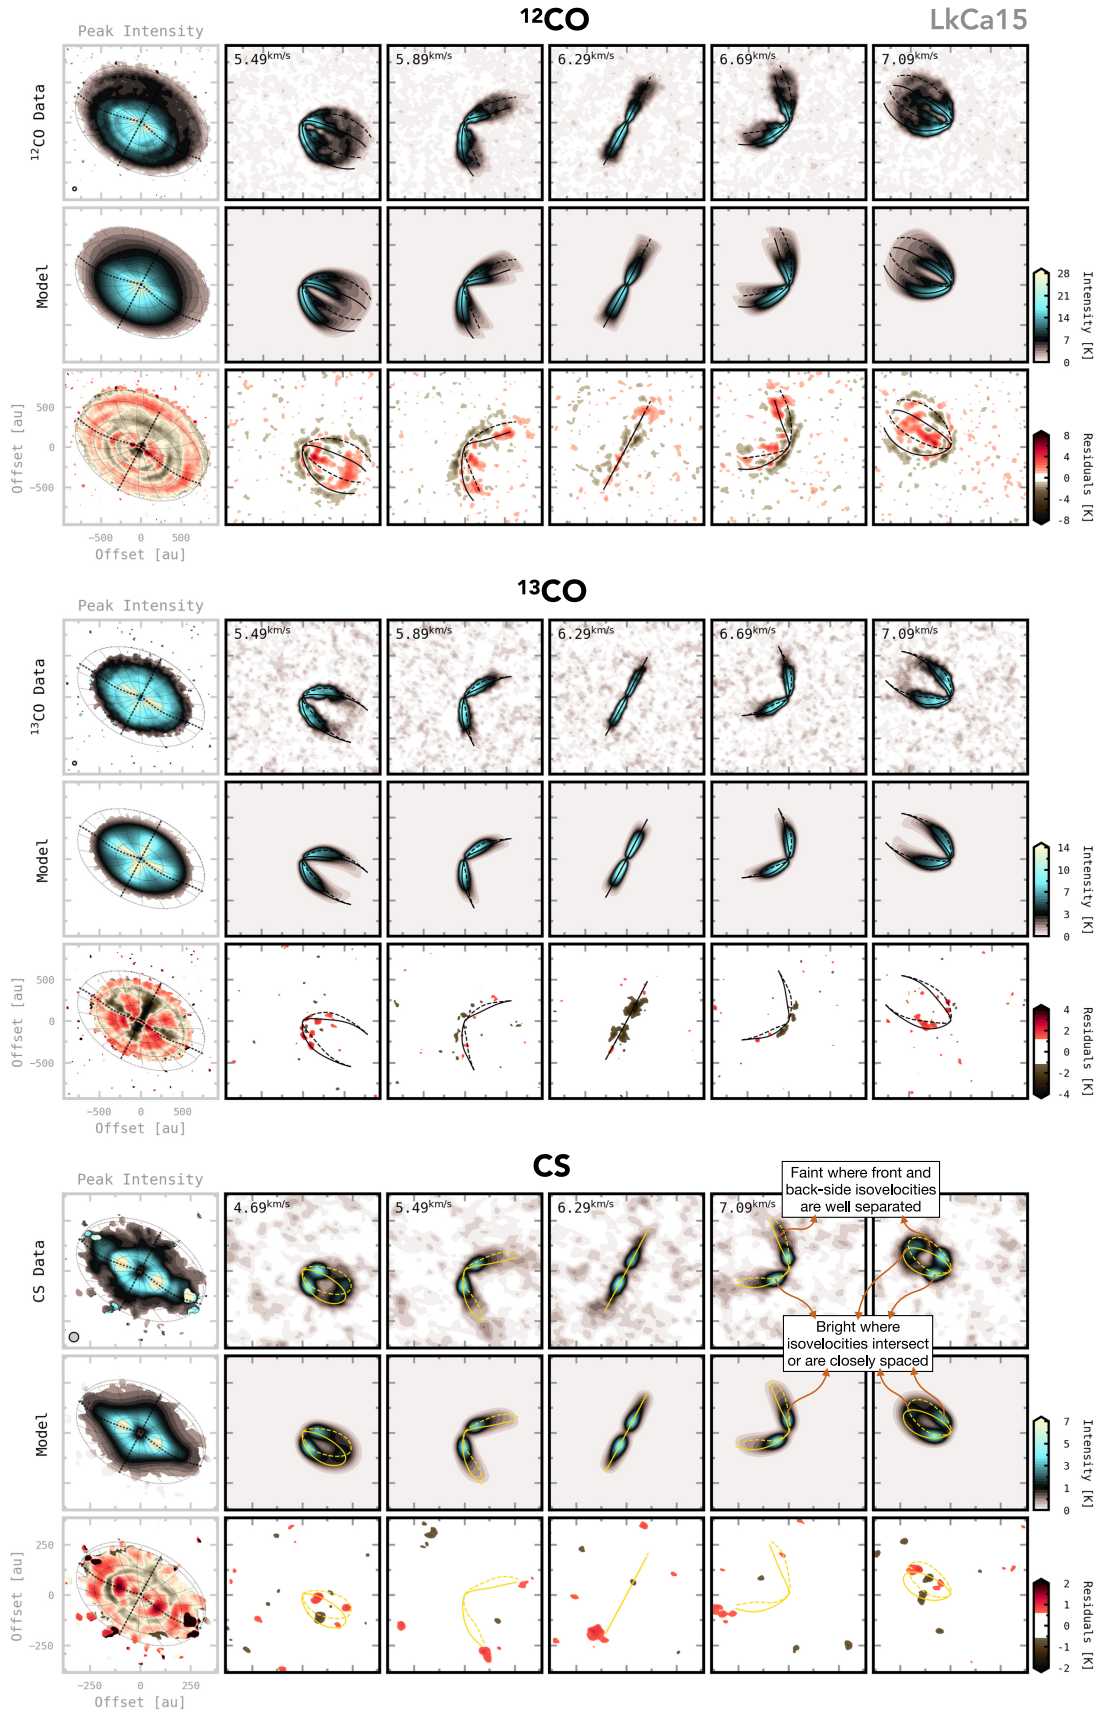 ¹²CO
LkCa15
Peak Intensity
5.49km/s
5.89km/s
6.29km/s
6.69km/s
7.09km/s
¹²CO Data
Model
28
21
14
7
0
Intensity [K]
Offset [au]
500
0
−500
8
4
0
-4
-8
Residuals [K]
−500 0 500
Offset [au]
¹³CO
Peak Intensity
5.49km/s
5.89km/s
6.29km/s
6.69km/s
7.09km/s
¹³CO Data
Model
14
10
7
3
0
Intensity [K]
Offset [au]
500
0
−500
4
2
0
-2
-4
Residuals [K]
−500 0 500
Offset [au]
CS
Peak Intensity
4.69km/s
5.49km/s
6.29km/s
7.09km/s
Faint where front and
back-side isovelocities
are well separated
CS Data
Bright where
isovelocities intersect
or are closely spaced
Model
7
5
3
1
0
Intensity [K]
Offset [au]
250
0
−250
2
1
0
-1
-2
Residuals [K]
−250 0 250
Offset [au]